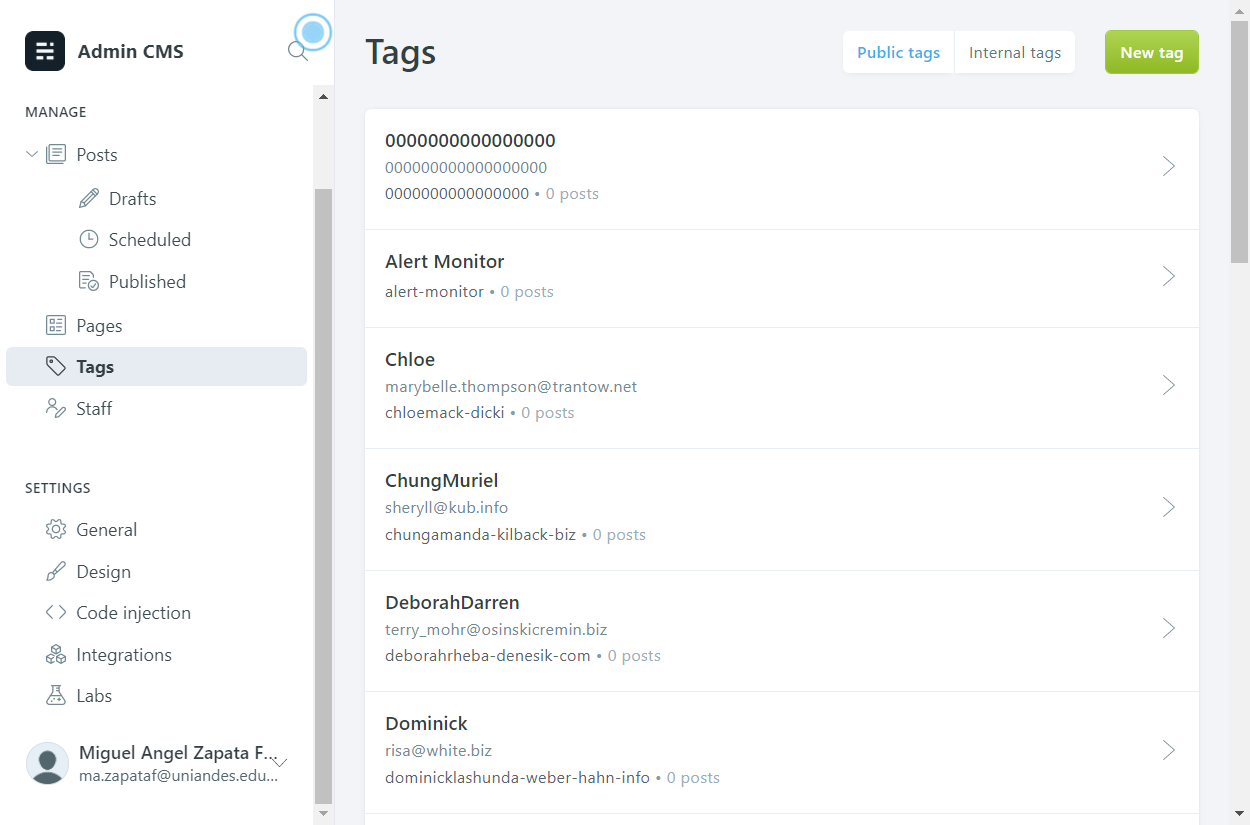 Admin CMS
MANAGE
Posts
Drafts
Scheduled
Published
Pages
Tags
Staff
SETTINGS
General
Design
Code injection
Integrations
Labs
Miguel Angel Zapata F...
ma.zapataf@uniandes.edu...
Tags
Public tags
Internal tags
New tag
0000000000000000
000000000000000000
0000000000000000 • 0 posts
Alert Monitor
alert-monitor • 0 posts
Chloe
marybelle.thompson@trantow.net
chloemack-dicki • 0 posts
ChungMuriel
sheryll@kub.info
chungamanda-kilback-biz • 0 posts
DeborahDarren
terry_mohr@osinskicremin.biz
deborahrheba-denesik-com • 0 posts
Dominick
risa@white.biz
dominicklashunda-weber-hahn-info • 0 posts